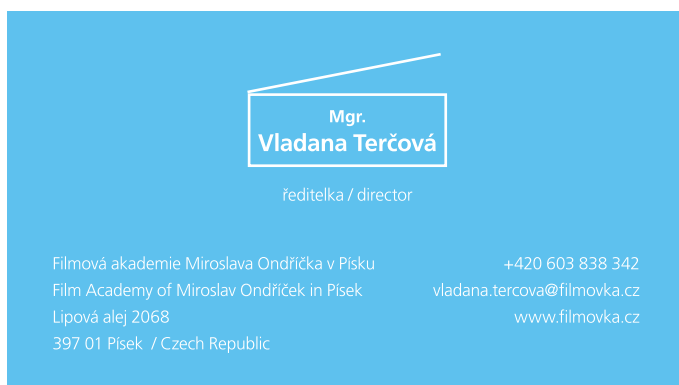 Mgr.
Vladana Terčová
ředitelka / director
Filmová akademie Miroslava Ondříčka v Písku
Film Academy of Miroslav Ondříček in Písek
Lipová alej 2068
397 01 Písek / Czech Republic
+420 603 838 342
vladana.tercova@filmovka.cz
www.filmovka.cz